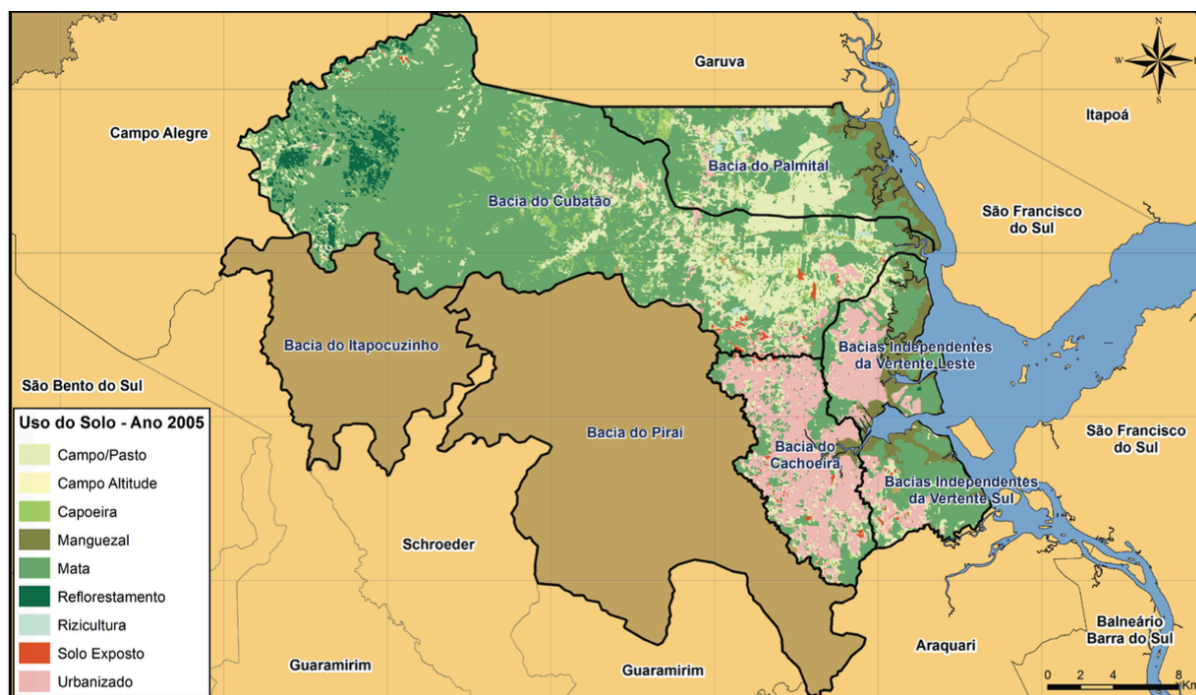 N
W
S
Garuva
Itapoá
Campo Alegre
Bacia do Palmital
Bacia do Cubatão
São Francisco
do Sul
Bacia do Itapocuzinho
Bacias Independentes
da Vertente Leste
São Bento do Sul
Uso do Solo - Ano 2005
Campo/Pasto
Campo Altitude
Capoeira
Manguezal
Mata
Reflorestamento
Rizicultura
Solo Exposto
Urbanizado
Bacia do Piraí
Bacia do
Cachoeira
São Francisco
do Sul
Bacias Independentes
da Vertente Sul
Schroeder
Balneário
Barra do Sul
Araquari
Guaramirim
Guaramirim
0 2 4 8
Km